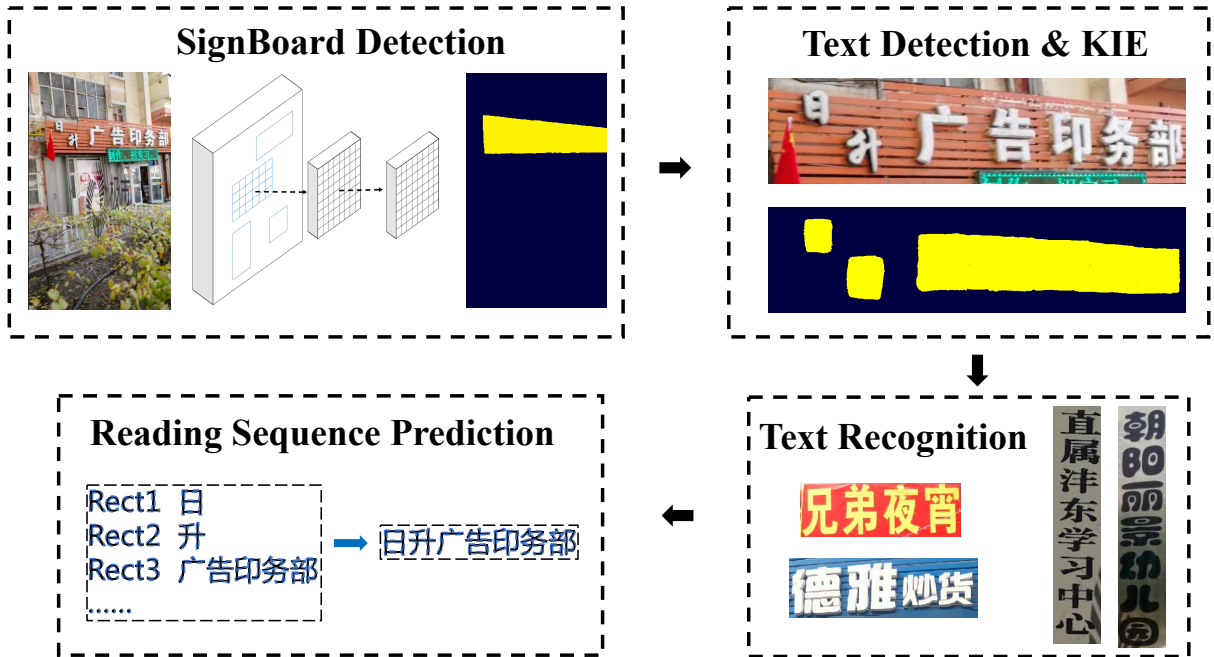 SignBoard Detection
日升 广告印务部
Text Detection & KIE
日升 广告印务部
Text Recognition
兄弟夜宵
德雅炒货
直属沣东学习中心
朝阳丽景幼儿园
Reading Sequence Prediction
Rect1 日
Rect2 升
Rect3 广告印务部
......
日升广告印务部